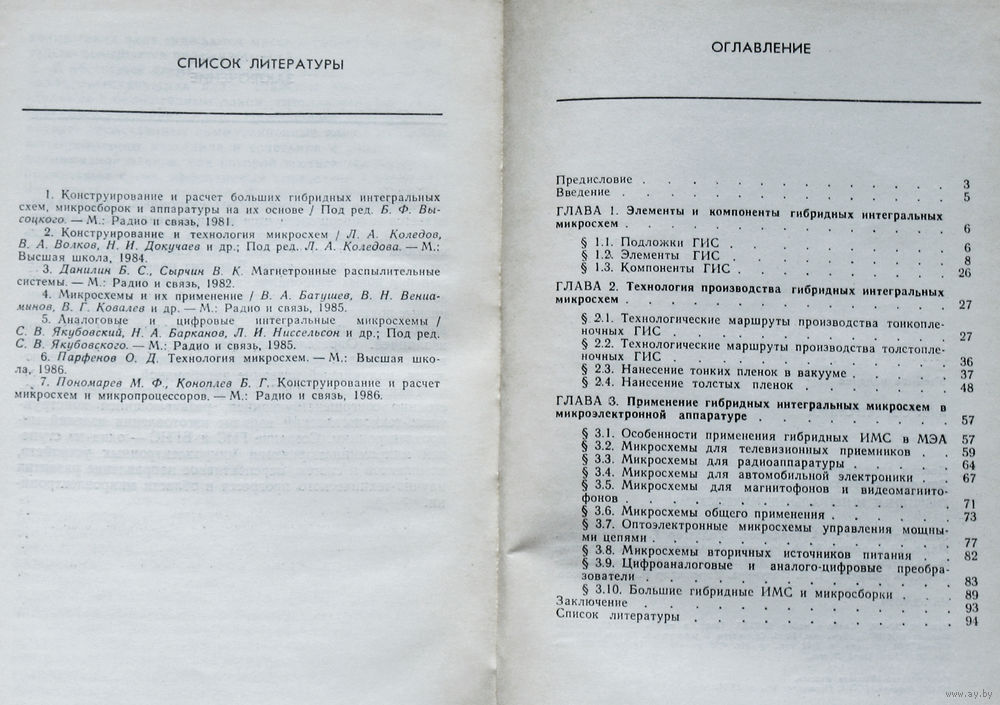 СПИСОК ЛИТЕРАТУРЫ
1. Конструирование и расчет больших гибридных интегральных
схем, микросборок и аппаратуры на их основе / Под ред. Б. Ф. Вы-
соцкого. — М.: Радио и связь, 1981.
2. Конструирование и технология микросхем / Л. А. Коледов,
В. А. Волков, Н. И. Докучаев и др.; Под ред. Л. А. Коледова. — М.:
Высшая школа, 1984.
3. Данилин Б. С., Сырчин В. К. Магнетронные распылительные
системы. — М.: Радио и связь, 1982.
4. Микросхемы и их применение / В. А. Батушев, В. Н. Вениа-
минов, В. Г. Ковалев и др. — М.: Радио и связь, 1985.
5. Аналоговые и цифровые интегральные микросхемы /
С. В. Якубовский, Н. А. Барканов, Л. И. Ниссельсон и др.; Под ред.
С. В. Якубовского. — М.: Радио и связь, 1985.
6. Парфенов О. Д. Технология микросхем. — М.: Высшая шко-
ла, 1986.
7. Пономарев М. Ф., Коноплев Б. Г. Конструирование и расчет
микросхем и микропроцессоров. — М.: Радио и связь, 1986.
ОГЛАВЛЕНИЕ
Предисловие . . . . . . . . . . . . . 3
Введение . . . . . . . . . . . . . 5
ГЛАВА 1. Элементы и компоненты гибридных интегральных
микросхем . . . . . . . . . . . . . 6
§ 1.1. Подложки ГИС . . . . . . . . . 6
§ 1.2. Элементы ГИС . . . . . . . . . 8
§ 1.3. Компоненты ГИС . . . . . . . . . 26
ГЛАВА 2. Технология производства гибридных интегральных
микросхем . . . . . . . . . . . . . 27
§ 2.1. Технологические маршруты производства тонкопле-
ночных ГИС . . . . . . . . . . . 27
§ 2.2. Технологические маршруты производства толстопле-
ночных ГИС . . . . . . . . . . . 36
§ 2.3. Нанесение тонких пленок в вакууме . . . . . 37
§ 2.4. Нанесение толстых пленок . . . . . . . 48
ГЛАВА 3. Применение гибридных интегральных микросхем в
микроэлектронной аппаратуре . . . . . . . . 57
§ 3.1. Особенности применения гибридных ИМС в МЭА 57
§ 3.2. Микросхемы для телевизионных приемников . . 59
§ 3.3. Микросхемы для радиоаппаратуры . . . . . 64
§ 3.4. Микросхемы для автомобильной электроники . . 67
§ 3.5. Микросхемы для магнитофонов и видеомагнито-
фонов . . . . . . . . . . . . . 71
§ 3.6. Микросхемы общего применения . . . . . . 73
§ 3.7. Оптоэлектронные микросхемы управления мощны-
ми цепями . . . . . . . . . . . . 77
§ 3.8. Микросхемы вторичных источников питания . . 82
§ 3.9. Цифроаналоговые и аналого-цифровые преобра-
зователи . . . . . . . . . . . . 83
§ 3.10. Большие гибридные ИМС и микросборки . . . 89
Заключение . . . . . . . . . . . . . 93
Список литературы . . . . . . . . . . . 94
www.ay.by